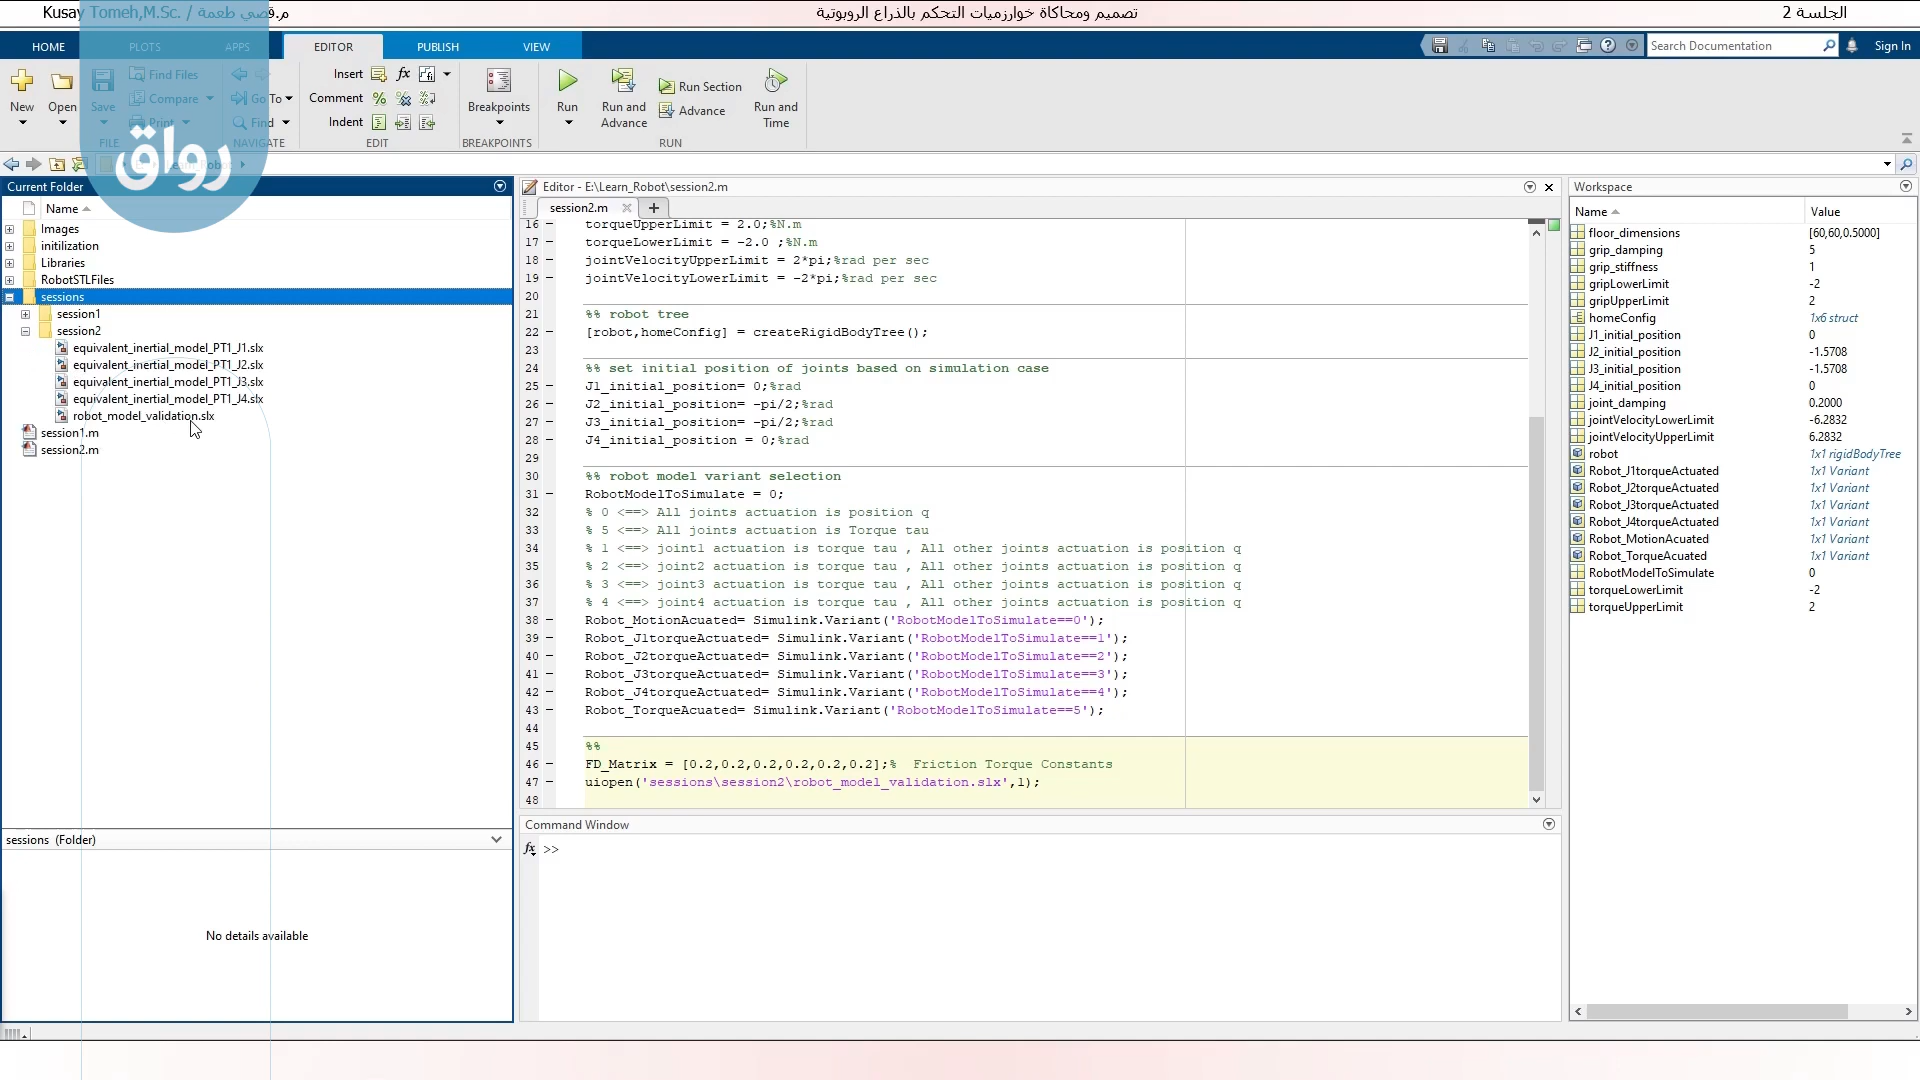 Kusay Tomeh,M.Sc. / م.قصي طعمة
تصميم ومحاكاة خوارزميات التحكم بالذراع الروبوتية
الجلسة 2
HOME PLOTS APPS EDITOR PUBLISH VIEW
Search Documentation
Sign In
New Open Save
Find Files
Compare
Print
Go To
Find
Insert
Comment
Indent
Breakpoints
Run
Run and Advance
Run Section
Advance
Run and Time
FILE NAVIGATE EDIT BREAKPOINTS RUN
رواق
Current Folder
Name
Images
initilization
Libraries
RobotSTLFiles
sessions
session1
session2
equivalent_inertial_model_PT1_J1.slx
equivalent_inertial_model_PT1_J2.slx
equivalent_inertial_model_PT1_J3.slx
equivalent_inertial_model_PT1_J4.slx
robot_model_validation.slx
session1.m
session2.m
sessions (Folder)
No details available
Editor - E:\Learn_Robot\session2.m
session2.m
16 torqueUpperLimit = 2.0;%N.m
17 torqueLowerLimit = -2.0 ;%N.m
18 jointVelocityUpperLimit = 2*pi;%rad per sec
19 jointVelocityLowerLimit = -2*pi;%rad per sec
20
21 %% robot tree
22 [robot,homeConfig] = createRigidBodyTree();
23
24 %% set initial position of joints based on simulation case
25 J1_initial_position= 0;%rad
26 J2_initial_position= -pi/2;%rad
27 J3_initial_position= -pi/2;%rad
28 J4_initial_position = 0;%rad
29
30 %% robot model variant selection
31 RobotModelToSimulate = 0;
32 % 0 <==> All joints actuation is position q
33 % 5 <==> All joints actuation is Torque tau
34 % 1 <==> joint1 actuation is torque tau , All other joints actuation is position q
35 % 2 <==> joint2 actuation is torque tau , All other joints actuation is position q
36 % 3 <==> joint3 actuation is torque tau , All other joints actuation is position q
37 % 4 <==> joint4 actuation is torque tau , All other joints actuation is position q
38 Robot_MotionAcuated= Simulink.Variant('RobotModelToSimulate==0');
39 Robot_J1torqueActuated= Simulink.Variant('RobotModelToSimulate==1');
40 Robot_J2torqueActuated= Simulink.Variant('RobotModelToSimulate==2');
41 Robot_J3torqueActuated= Simulink.Variant('RobotModelToSimulate==3');
42 Robot_J4torqueActuated= Simulink.Variant('RobotModelToSimulate==4');
43 Robot_TorqueAcuated= Simulink.Variant('RobotModelToSimulate==5');
44
45 %%
46 FD_Matrix = [0.2,0.2,0.2,0.2,0.2,0.2];% Friction Torque Constants
47 uiopen('sessions\session2\robot_model_validation.slx',1);
48
Command Window
fx >>
Workspace
Name Value
floor_dimensions [60,60,0.5000]
grip_damping 5
grip_stiffness 1
gripLowerLimit -2
gripUpperLimit 2
homeConfig 1x6 struct
J1_initial_position 0
J2_initial_position -1.5708
J3_initial_position -1.5708
J4_initial_position 0
joint_damping 0.2000
jointVelocityLowerLimit -6.2832
jointVelocityUpperLimit 6.2832
robot 1x1 rigidBodyTree
Robot_J1torqueActuated 1x1 Variant
Robot_J2torqueActuated 1x1 Variant
Robot_J3torqueActuated 1x1 Variant
Robot_J4torqueActuated 1x1 Variant
Robot_MotionAcuated 1x1 Variant
Robot_TorqueAcuated 1x1 Variant
RobotModelToSimulate 0
torqueLowerLimit -2
torqueUpperLimit 2